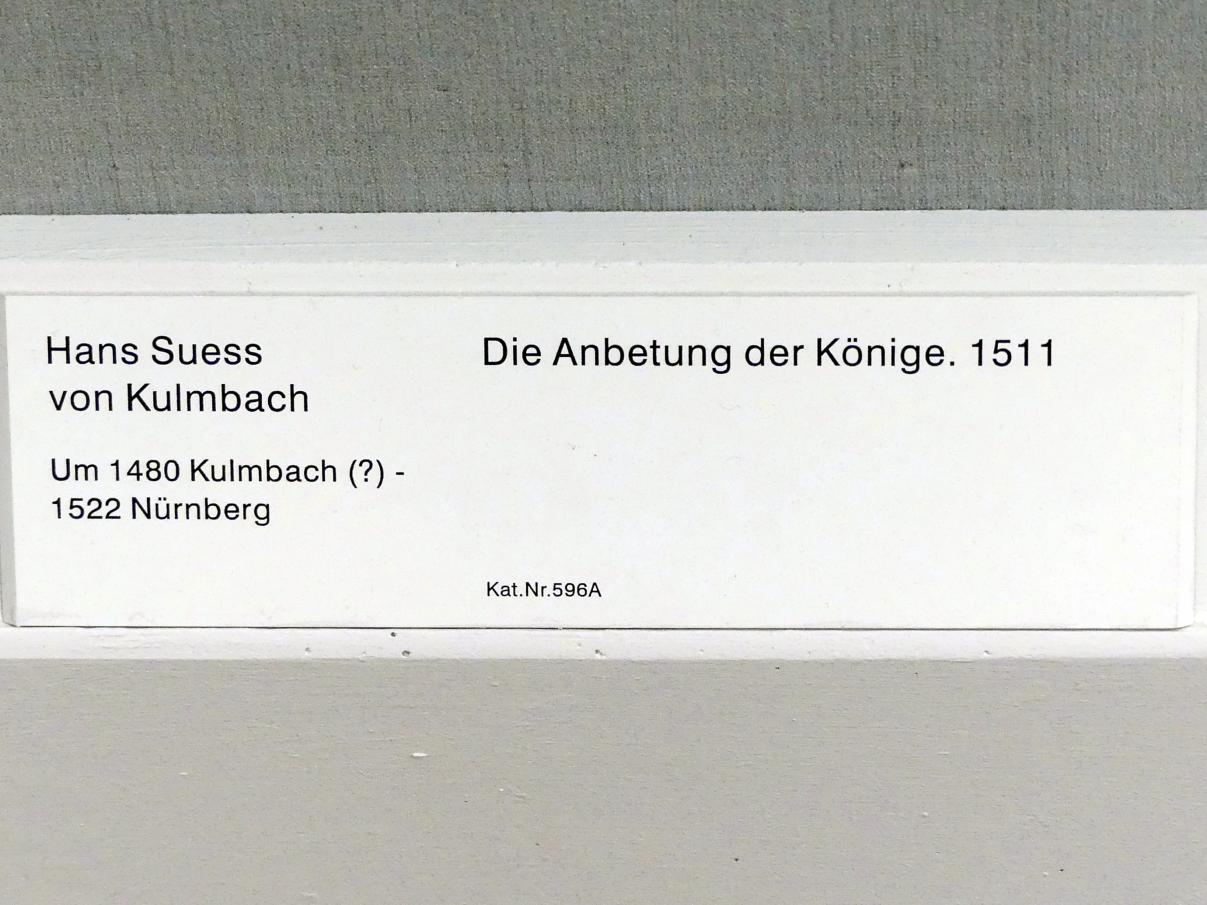 Hans Suess
von Kulmbach
Um 1480 Kulmbach (?) -
1522 Nürnberg
Die Anbetung der Könige. 1511
Kat.Nr.596A